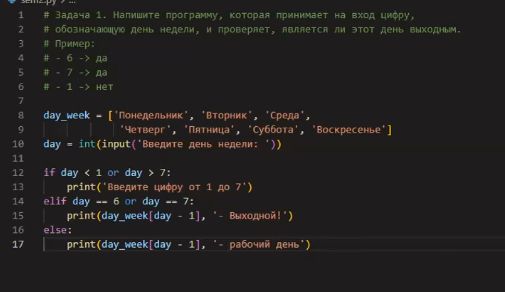 sem2.py > ...
1 # Задача 1. Напишите программу, которая принимает на вход цифру,
2 # обозначающую день недели, и проверяет, является ли этот день выходным.
3 # Пример:
4 # - 6 -> да
5 # - 7 -> да
6 # - 1 -> нет
7
8 day_week = ['Понедельник', 'Вторник', 'Среда',
9 'Четверг', 'Пятница', 'Суббота', 'Воскресенье']
10 day = int(input('Введите день недели: '))
11
12 if day < 1 or day > 7:
13 print('Введите цифру от 1 до 7')
14 elif day == 6 or day == 7:
15 print(day_week[day - 1], '- Выходной!')
16 else:
17 print(day_week[day - 1], '- рабочий день')